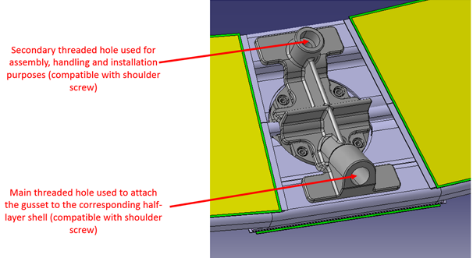 Secondary threaded hole used for
assembly, handling and installation
purposes (compatible with shoulder
screw)
Main threaded hole used to attach
the gusset to the corresponding half-
layer shell (compatible with shoulder
screw)